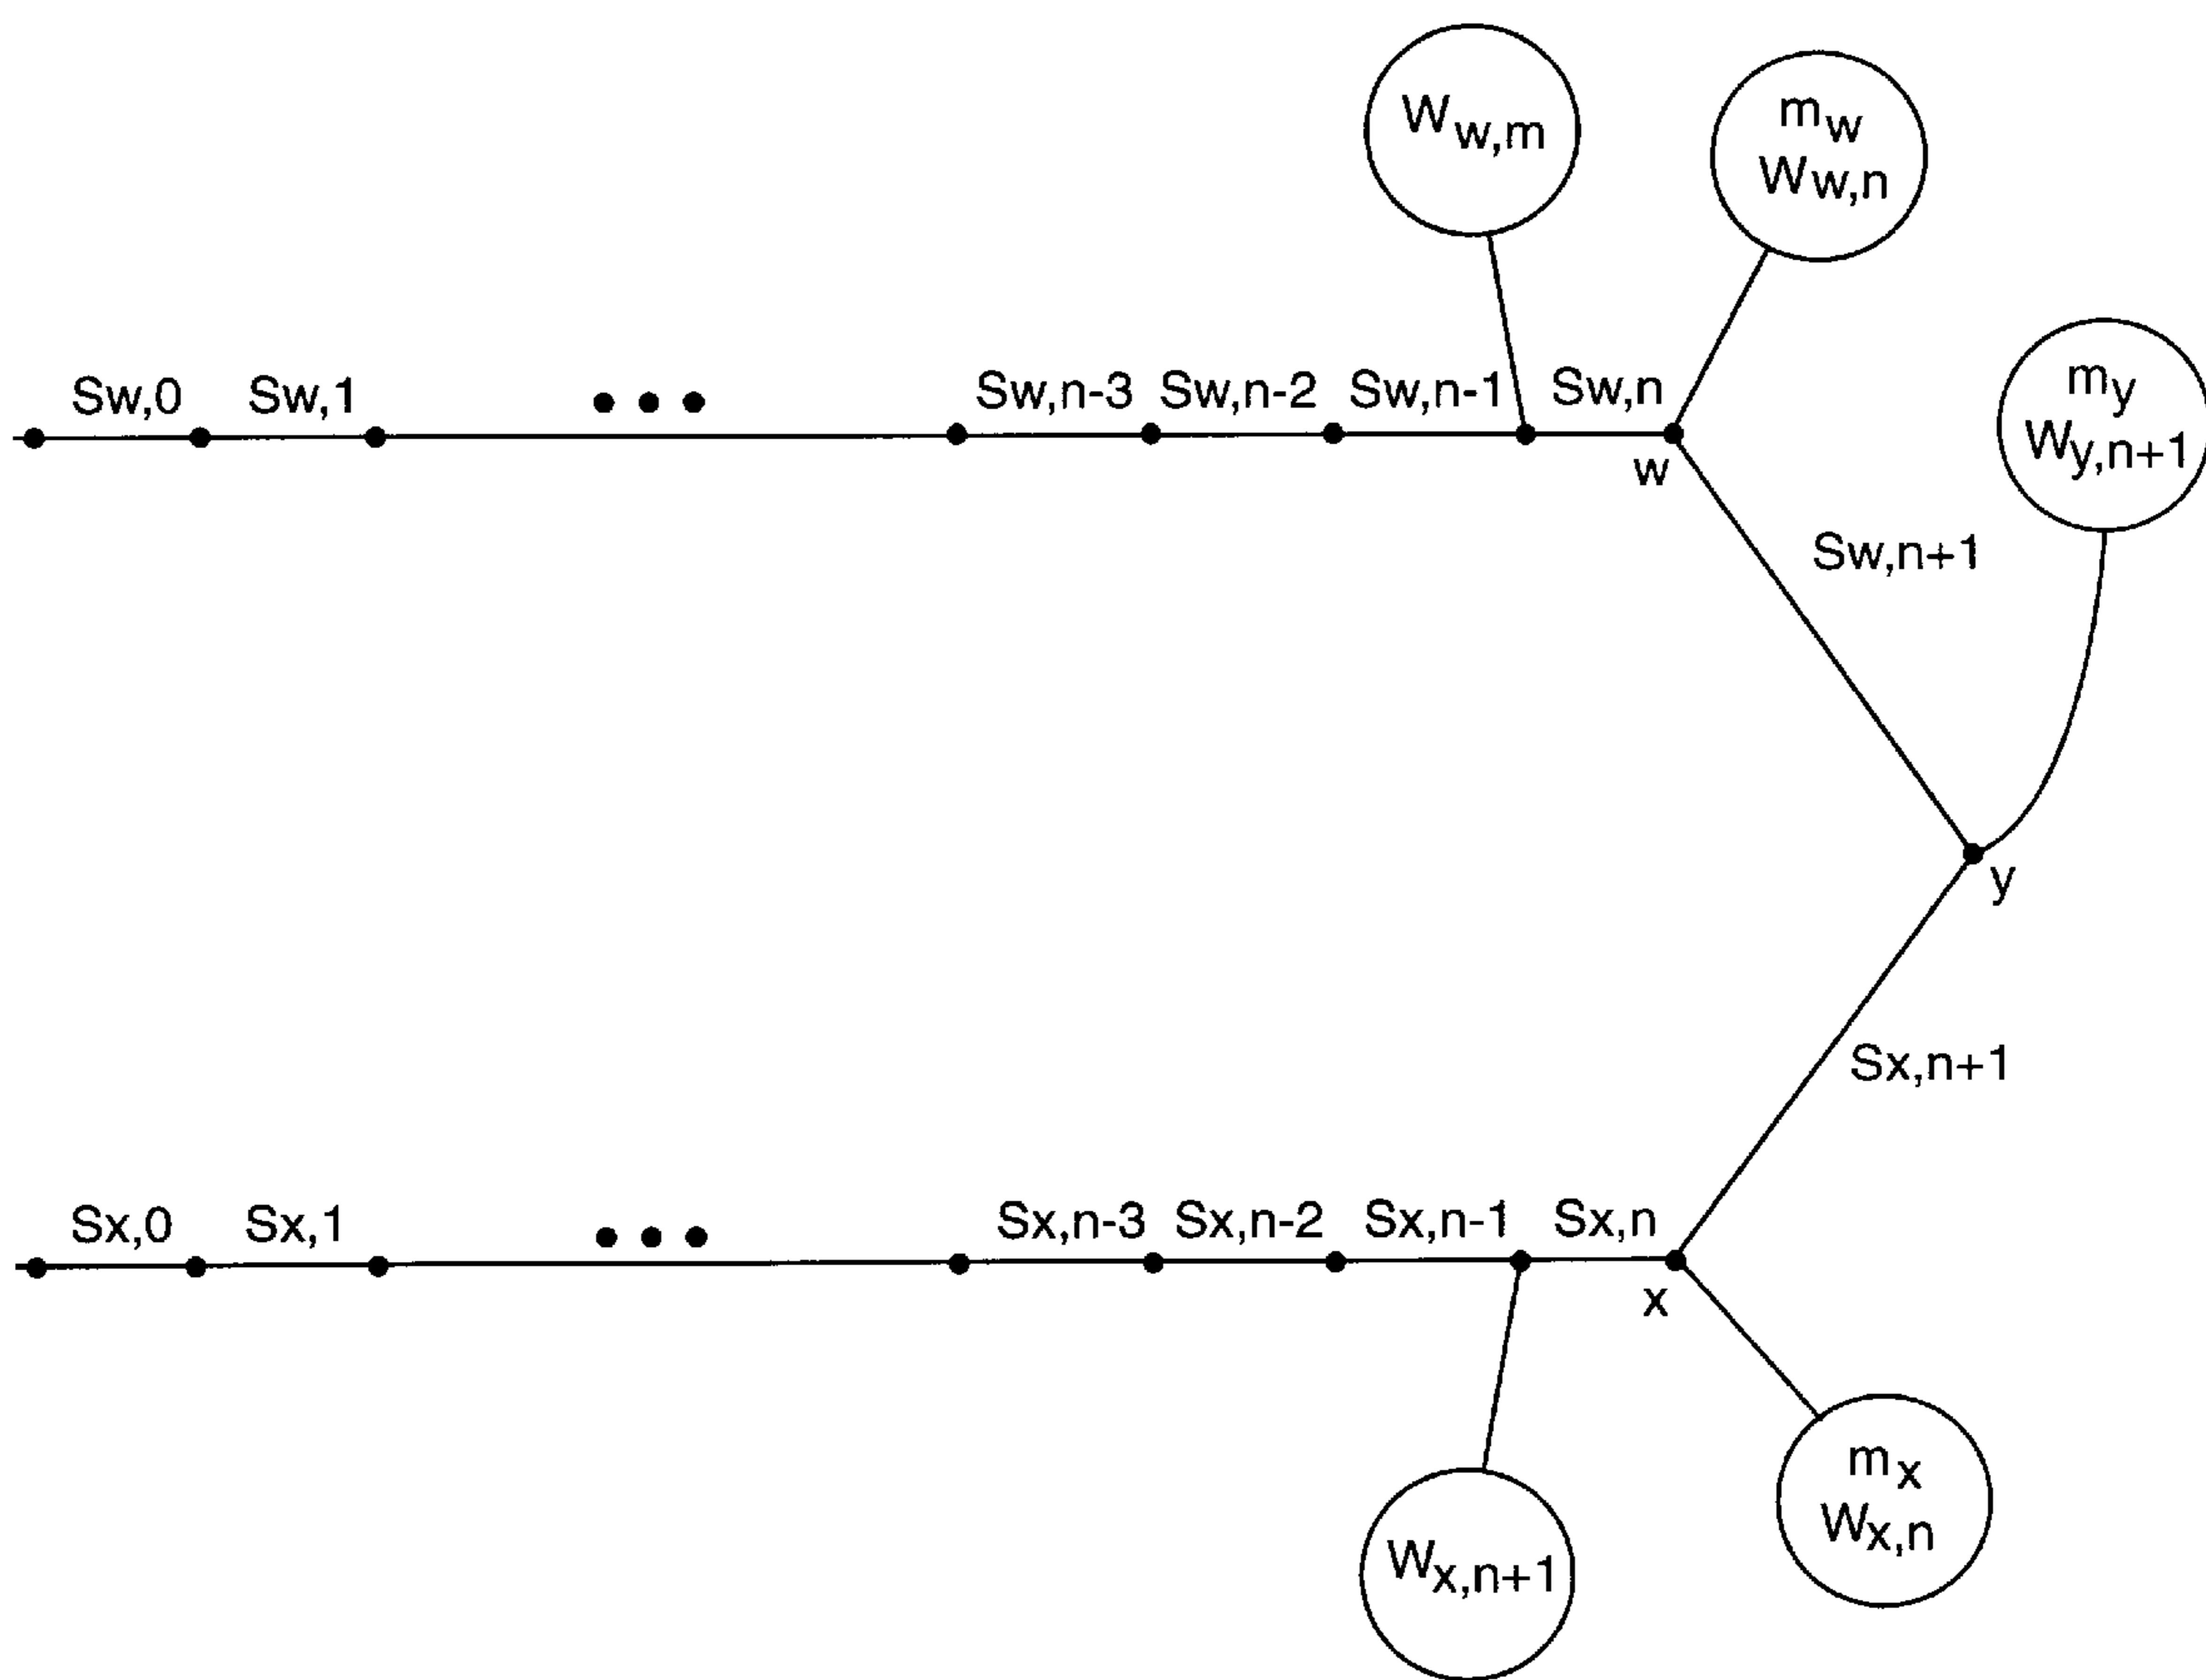 Ww,m
mw
Ww,n
my
Wy,n+1
Sw,0 Sw,1 ••• Sw,n-3 Sw,n-2 Sw,n-1 Sw,n
w
Sw,n+1
y
Sx,n+1
Sx,0 Sx,1 ••• Sx,n-3 Sx,n-2 Sx,n-1 Sx,n
x
mx
Wx,n
Wx,n+1